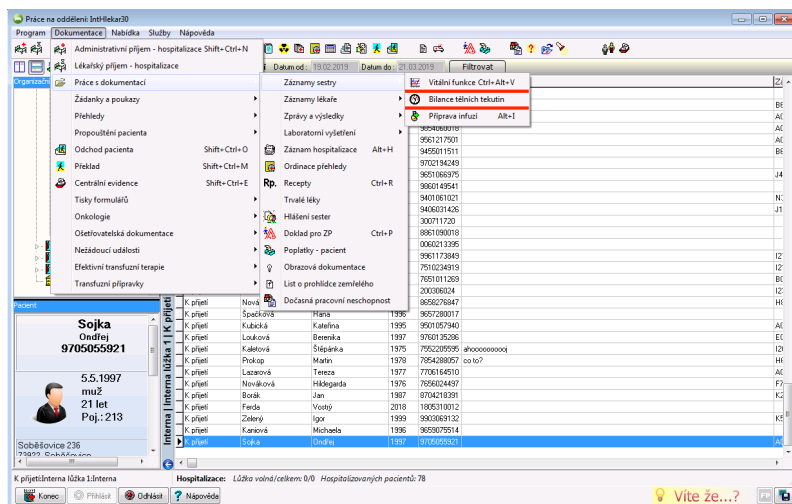 Práce na oddělení IntHlekar30
Program Dokumentace Nabídka Služby Nápověda
Administrativní příjem - hospitalizace Shift+Ctrl+N
Lékařský příjem - hospitalizace
Práce s dokumentací
Žádanky a poukazy
Přehledy
Propouštění pacienta
Odchod pacienta Shift+Ctrl+O
Překlad Shift+Ctrl+M
Centrální evidence Shift+Ctrl+E
Tisky formulářů
Onkologie
Ošetřovatelská dokumentace
Nežádoucí události
Efektivní transfuzní terapie
Transfuzní přípravky
Datum od : 19.02.2019 Datum do : 21.03.2019 Filtrovat
Organizační
Záznamy sestry
Záznamy lékaře
Zprávy a výsledky
Laboratorní vyšetření
Záznam hospitalizace Alt+H
Ordinace přehledy
Rp. Recepty Ctrl+R
Trvalé léky
Hlášení sester
Doklad pro ZP Ctrl+P
Poplatky - pacient
Obrazová dokumentace
List o prohlídce zemřelého
Dočasná pracovní neschopnost
Vitální funkce Ctrl+Alt+V
Bilance tělních tekutin
Příprava infuzí Alt+I
9854060018
9561217501
9455011511
9702194249
9651066975 J4
9860149541
9401061021
9406031426 J1
300711720
8861090018
0060213395
9961173849
7510234919
7651011269
200306024
K přijetí Nová 9658276847
K přijetí Špačková Hana 1996 9657280017
K přijetí Kubická Kateřina 1995 9501057940
K přijetí Louková Berenika 1997 9760135286
K přijetí Kaletová Štěpánka 1975 7552205595 ahoooooooooj
K přijetí Prokop Martin 1978 7854288057 co to?
K přijetí Lazarová Tereza 1977 7706164510
K přijetí Nováková Hildegarda 1976 7656024497
K přijetí Borák Jan 1987 8704218391
K přijetí Ferda Vostrý 2018 1805310012
K přijetí Zelený Igor 1999 9903069132
K přijetí Kaniová Michaela 1996 9659075514
K přijetí Sojka Ondřej 1997 9705055921
Interna | Interna lůžka 1 | K přijetí
Pacient
Sojka
Ondřej
9705055921
5.5.1997
muž
21 let
Poj.: 213
Soběšovice 236
73922 Soběšovice
K přijetí:Interna lůžka 1:Interna
Hospitalizace: Lůžka volná/celkem: 0/0 Hospitalizovaných pacientů: 78
Konec Přihlásit Odhlásit Nápověda
Víte že...?